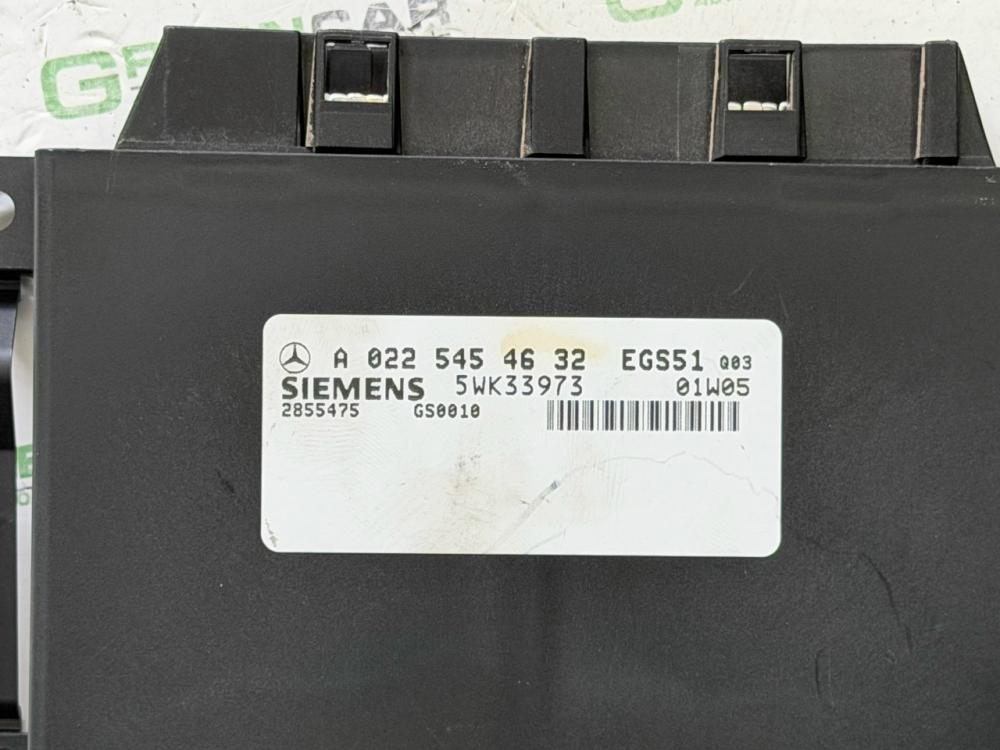 A 022 545 46 32 EGS51 Q03
SIEMENS 5WK33973 01W05
2855475 GS0010